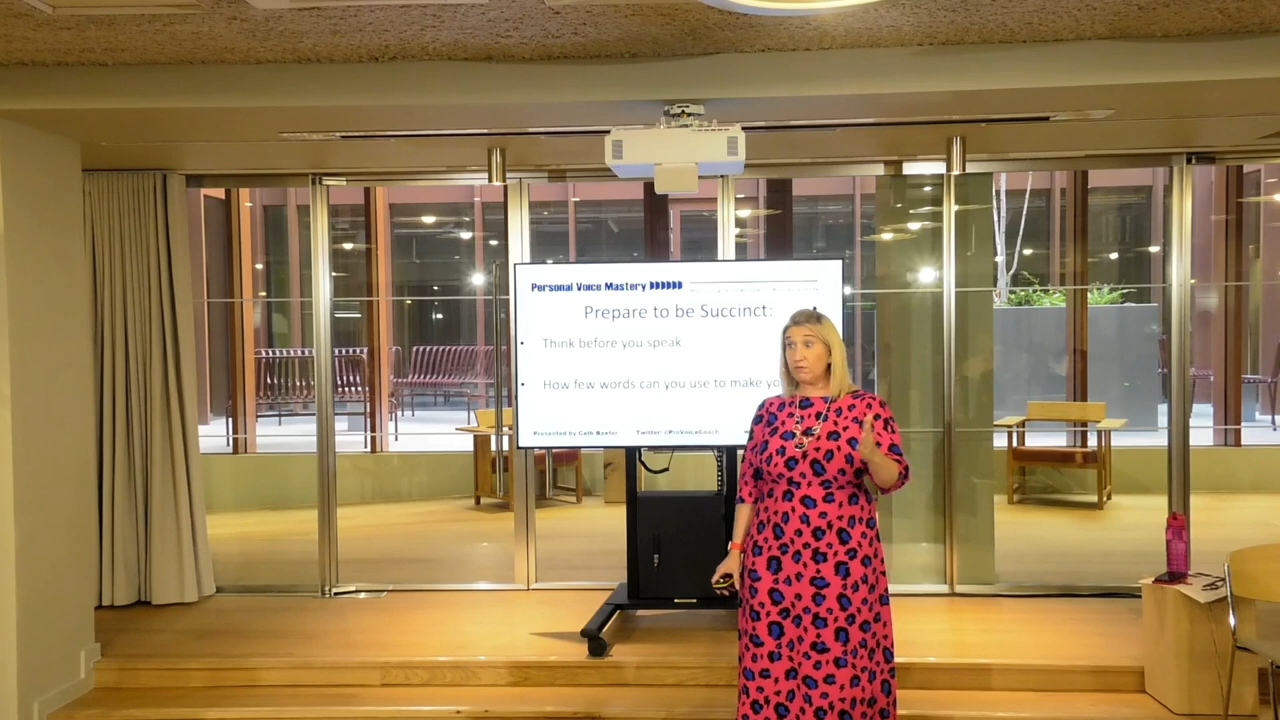 Personal Voice Mastery
Prepare to be Succinct:
• Think before you speak
• How few words can you use to make yo
Presented by Cath Baxter Twitter: @ProVoiceCoach